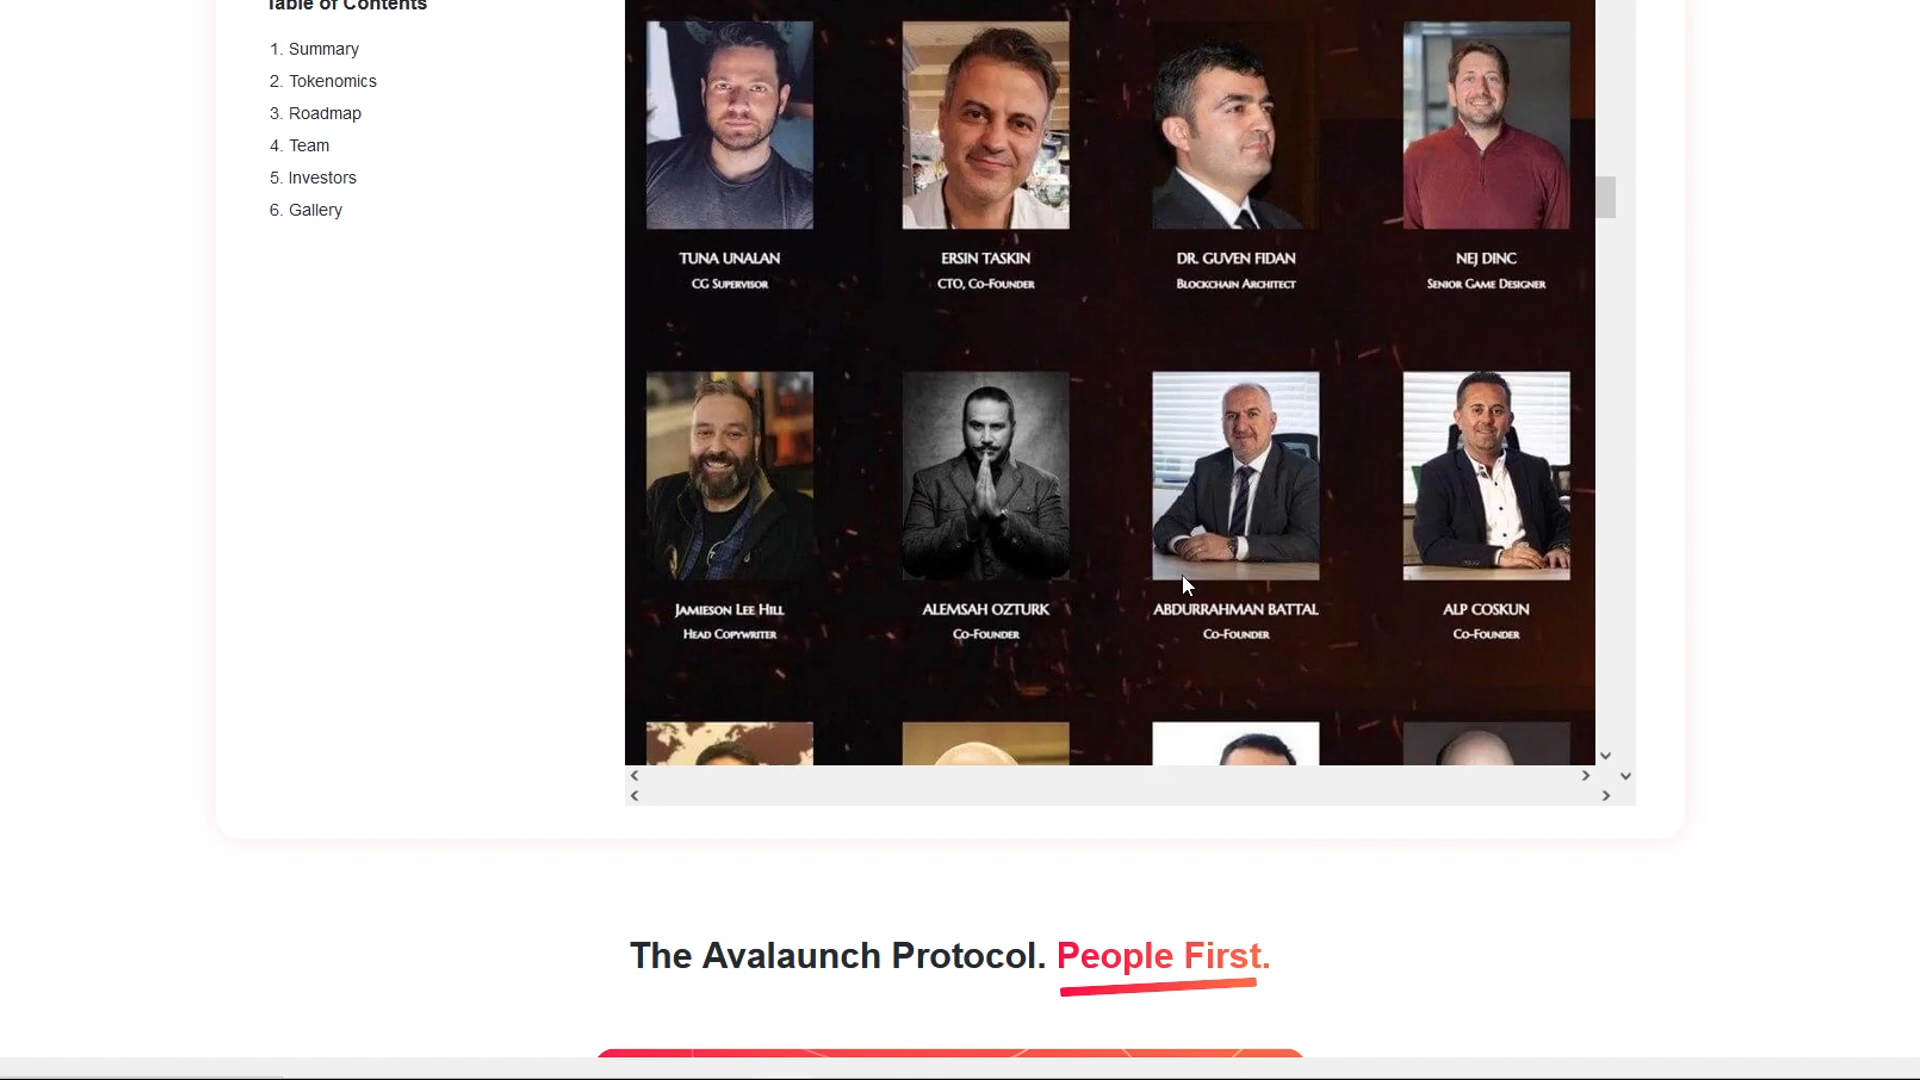 Table of Contents
1. Summary
2. Tokenomics
3. Roadmap
4. Team
5. Investors
6. Gallery
TUNA UNALAN
CG SUPERVISOR
ERSIN TASKIN
CTO, CO-FOUNDER
DR. GUVEN FIDAN
BLOCKCHAIN ARCHITECT
NEJ DINC
SENIOR GAME DESIGNER
JAMIESON LEE HILL
HEAD COPYWRITER
ALEMSAH OZTURK
CO-FOUNDER
ABDURRAHMAN BATTAL
CO-FOUNDER
ALP COSKUN
CO-FOUNDER
The Avalaunch Protocol. People First.